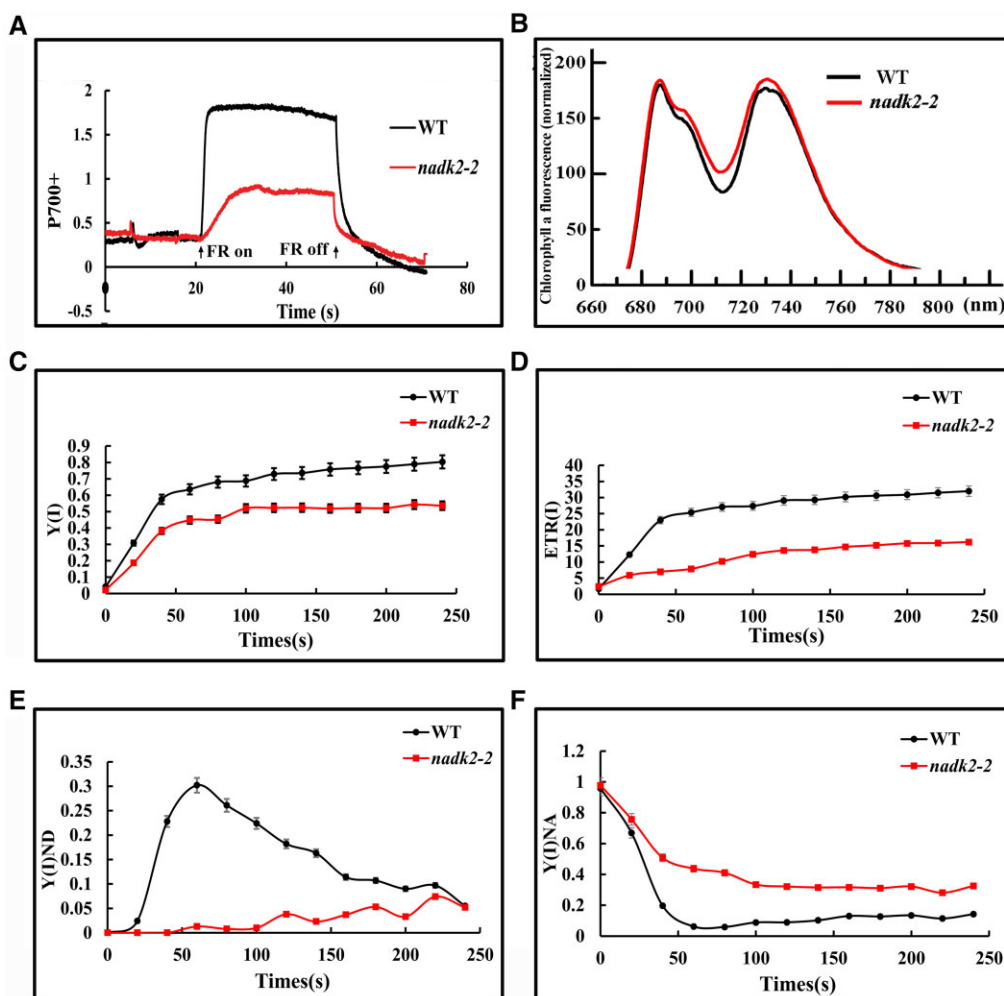 A
P700+
2
1.5
1
0.5
0
-0.5
WT
nadk2-2
FR on
FR off
0
20
40
60
80
Time (s)
B
Chlorophyll a fluorescence (normalized)
200
150
100
50
0
WT
nadk2-2
660 680 700 720 740 760 780 800 (nm)
C
WT
nadk2-2
Y(I)
0.9
0.8
0.7
0.6
0.5
0.4
0.3
0.2
0.1
0
0 50 100 150 200 250
Times(s)
D
WT
nadk2-2
ETR(I)
40
35
30
25
20
15
10
5
0
0 50 100 150 200 250
Times(s)
E
WT
nadk2-2
Y(I)ND
0.35
0.3
0.25
0.2
0.15
0.1
0.05
0
0 50 100 150 200 250
Times(s)
F
WT
nadk2-2
Y(I)NA
1.2
1
0.8
0.6
0.4
0.2
0
0 50 100 150 200 250
Times(s)